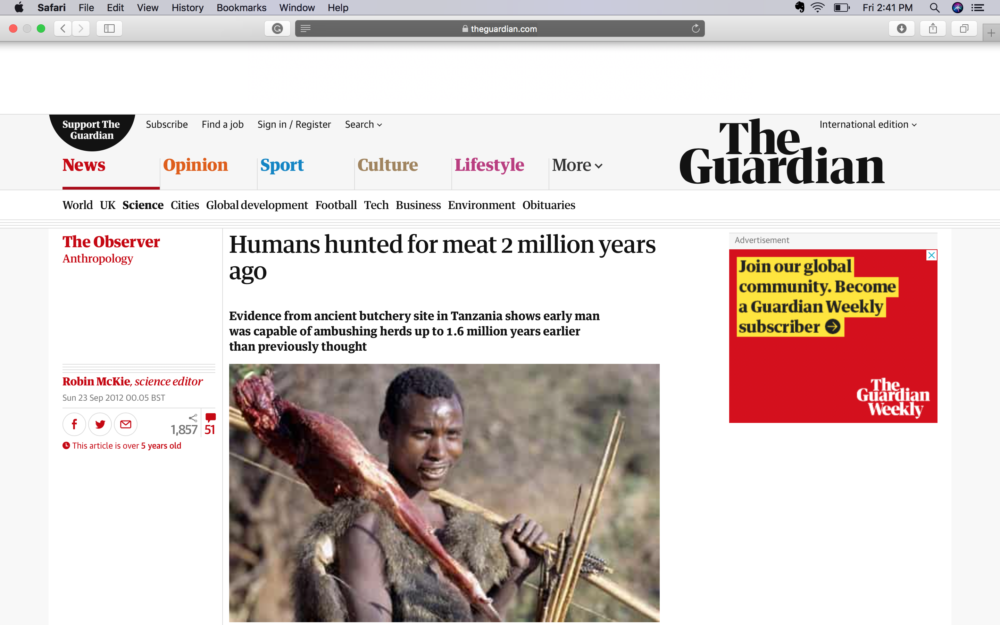 Safari File Edit View History Bookmarks Window Help Fri 2:41 PM
theguardian.com
Support The
Guardian
Subscribe Find a job Sign in / Register Search
International edition
The
Guardian
News Opinion Sport Culture Lifestyle More
World UK Science Cities Global development Football Tech Business Environment Obituaries
The Observer
Anthropology
Humans hunted for meat 2 million years
ago
Evidence from ancient butchery site in Tanzania shows early man
was capable of ambushing herds up to 1.6 million years earlier
than previously thought
Robin McKie, science editor
Sun 23 Sep 2012 00.05 BST
1,857 51
This article is over 5 years old
Advertisement
Join our global
community. Become
a Guardian Weekly
subscriber
The
Guardian
Weekly